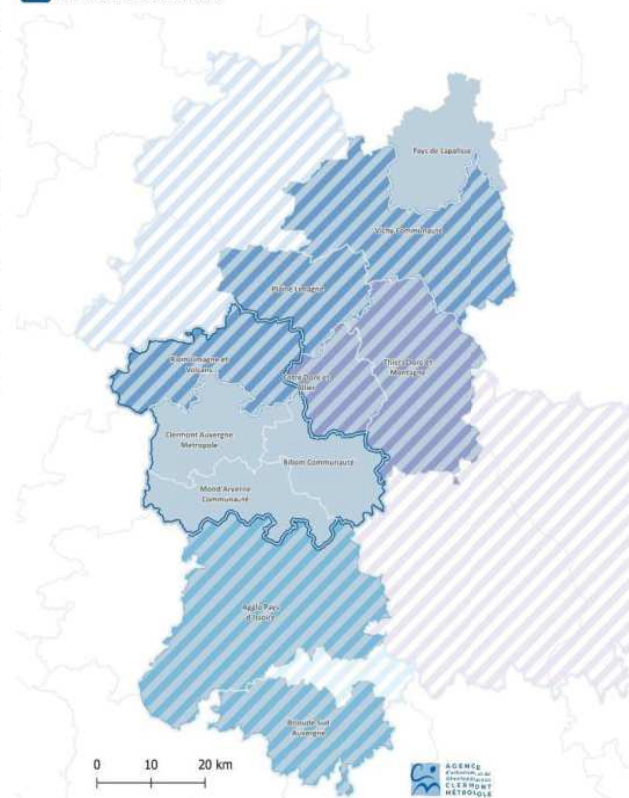 Pays de Lapalisse
Vichy Communauté
Plaine Limagne
Riom Limagne et
Volcans
Thiers Dore et
Montagne
Entre Dore et
Allier
Clermont Auvergne
Métropole
Billom Communauté
Mond'Arverne
Communauté
Agglo Pays
d'Issoire
Brioude Sud
Auvergne
0 10 20 km
AGENCE
CLERMONT
MÉTROPOLE